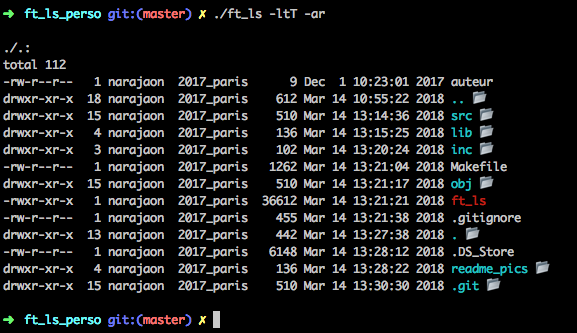 ➜ ft_ls_perso git:(master) ✗ ./ft_ls -ltT -ar
./.:
total 112
-rw-r--r-- 1 narajaon 2017_paris 9 Dec 1 10:23:01 2017 auteur
drwxr-xr-x 18 narajaon 2017_paris 612 Mar 14 10:55:22 2018 .. 📁
drwxr-xr-x 15 narajaon 2017_paris 510 Mar 14 13:14:36 2018 src 📁
drwxr-xr-x 4 narajaon 2017_paris 136 Mar 14 13:15:25 2018 lib 📁
drwxr-xr-x 3 narajaon 2017_paris 102 Mar 14 13:20:24 2018 inc 📁
-rw-r--r-- 1 narajaon 2017_paris 1262 Mar 14 13:21:04 2018 Makefile
drwxr-xr-x 15 narajaon 2017_paris 510 Mar 14 13:21:17 2018 obj 📁
-rwxr-xr-x 1 narajaon 2017_paris 36612 Mar 14 13:21:21 2018 ft_ls
-rw-r--r-- 1 narajaon 2017_paris 455 Mar 14 13:21:38 2018 .gitignore
drwxr-xr-x 13 narajaon 2017_paris 442 Mar 14 13:27:38 2018 . 📁
-rw-r--r-- 1 narajaon 2017_paris 6148 Mar 14 13:28:12 2018 .DS_Store
drwxr-xr-x 4 narajaon 2017_paris 136 Mar 14 13:28:22 2018 readme_pics 📁
drwxr-xr-x 15 narajaon 2017_paris 510 Mar 14 13:30:30 2018 .git 📁
➜ ft_ls_perso git:(master) ✗